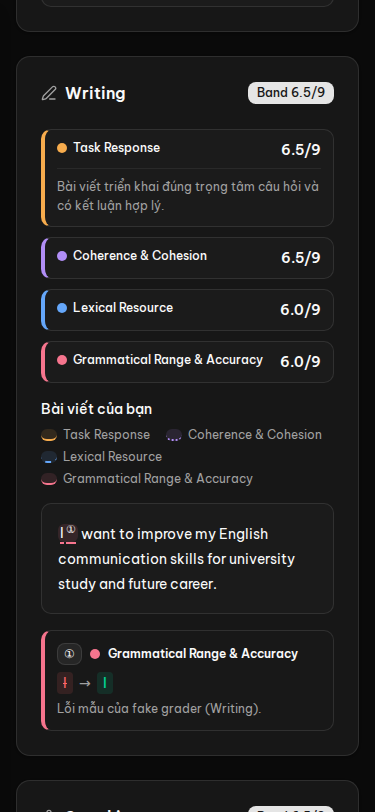 Writing
Band 6.5/9
Task Response 6.5/9
Bài viết triển khai đúng trọng tâm câu hỏi và
có kết luận hợp lý.
Coherence & Cohesion 6.5/9
Lexical Resource 6.0/9
Grammatical Range & Accuracy 6.0/9
Bài viết của bạn
Task Response Coherence & Cohesion
Lexical Resource
Grammatical Range & Accuracy
I ① want to improve my English
communication skills for university
study and future career.
① Grammatical Range & Accuracy
I → I
Lỗi mẫu của fake grader (Writing).